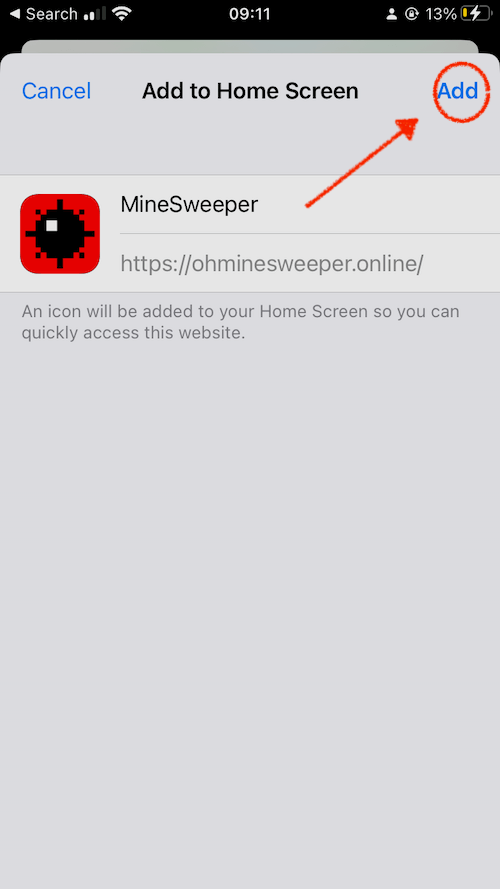 Search 09:11 13%
Cancel Add to Home Screen Add
MineSweeper
https://ohminesweeper.online/
An icon will be added to your Home Screen so you can
quickly access this website.